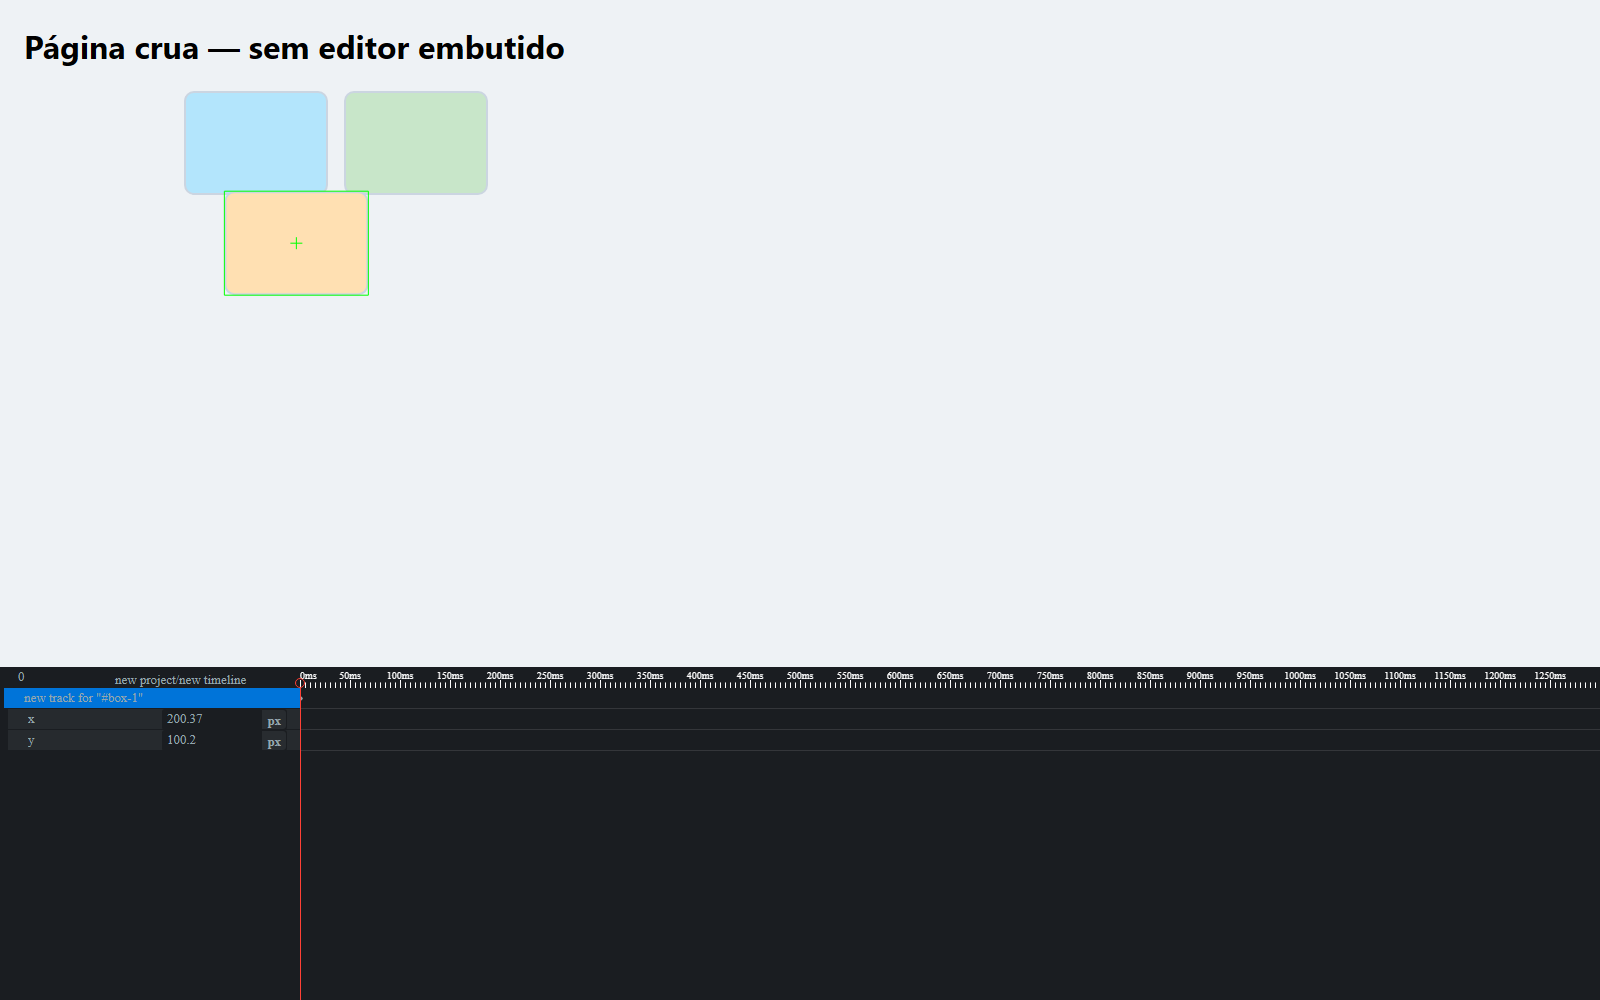 Página crua — sem editor embutido
0
new project/new timeline
0ms 50ms 100ms 150ms 200ms 250ms 300ms 350ms 400ms 450ms 500ms 550ms 600ms 650ms 700ms 750ms 800ms 850ms 900ms 950ms 1000ms 1050ms 1100ms 1150ms 1200ms 1250ms
new track for "#box-1"
x 200.37 px
y 100.2 px